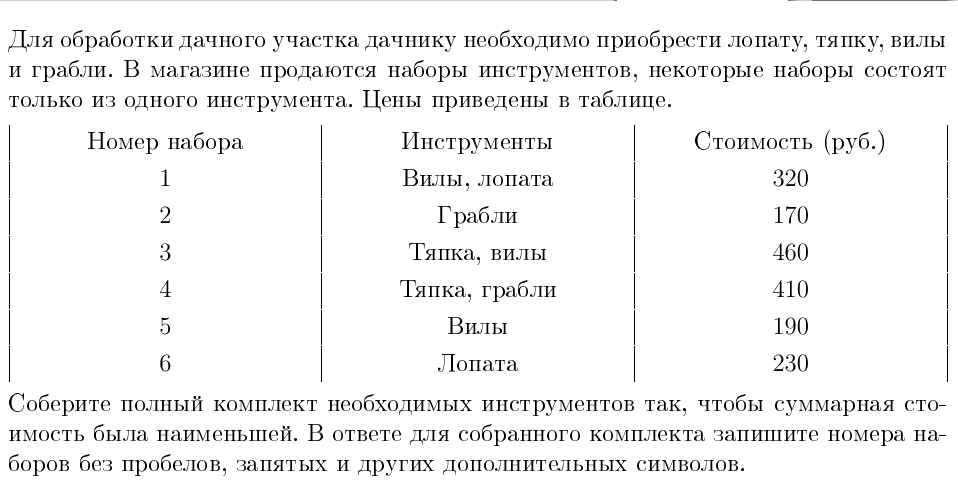 Для обработки дачного участка дачнику необходимо приобрести лопату, тяпку, вилы
и грабли. В магазине продаются наборы инструментов, некоторые наборы состоят
только из одного инструмента. Цены приведены в таблице.
Номер набора Инструменты Стоимость (руб.)
1 Вилы, лопата 320
2 Грабли 170
3 Тяпка, вилы 460
4 Тяпка, грабли 410
5 Вилы 190
6 Лопата 230
Соберите полный комплект необходимых инструментов так, чтобы суммарная сто-
имость была наименьшей. В ответе для собранного комплекта запишите номера на-
боров без пробелов, запятых и других дополнительных символов.